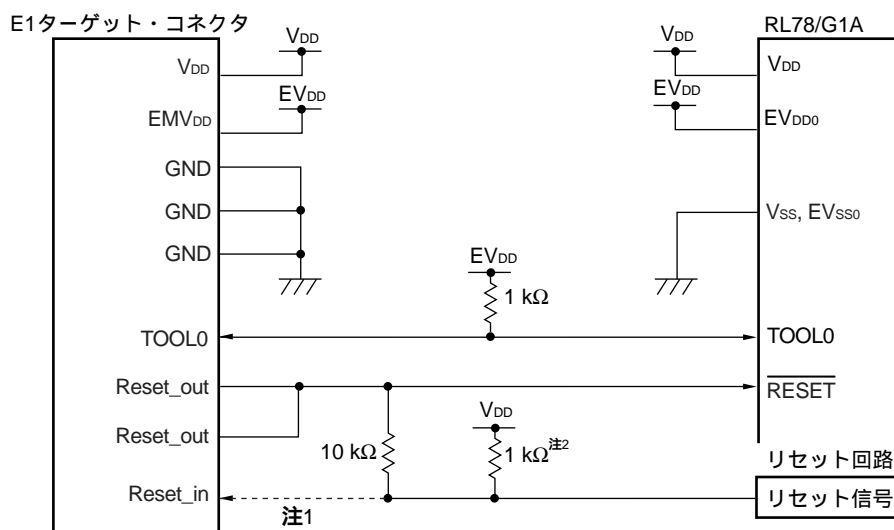 E1ターゲット・コネクタ
RL78/G1A
VDD
VDD
VDD
VDD
EVDD
EVDD
EMVDD
EVDD0
GND
GND
VSS, EVSS0
GND
EVDD
1 kΩ
TOOL0
TOOL0
Reset_out
RESET
VDD
Reset_out
10 kΩ
1 kΩ注2
リセット回路
Reset_in
リセット信号
注1